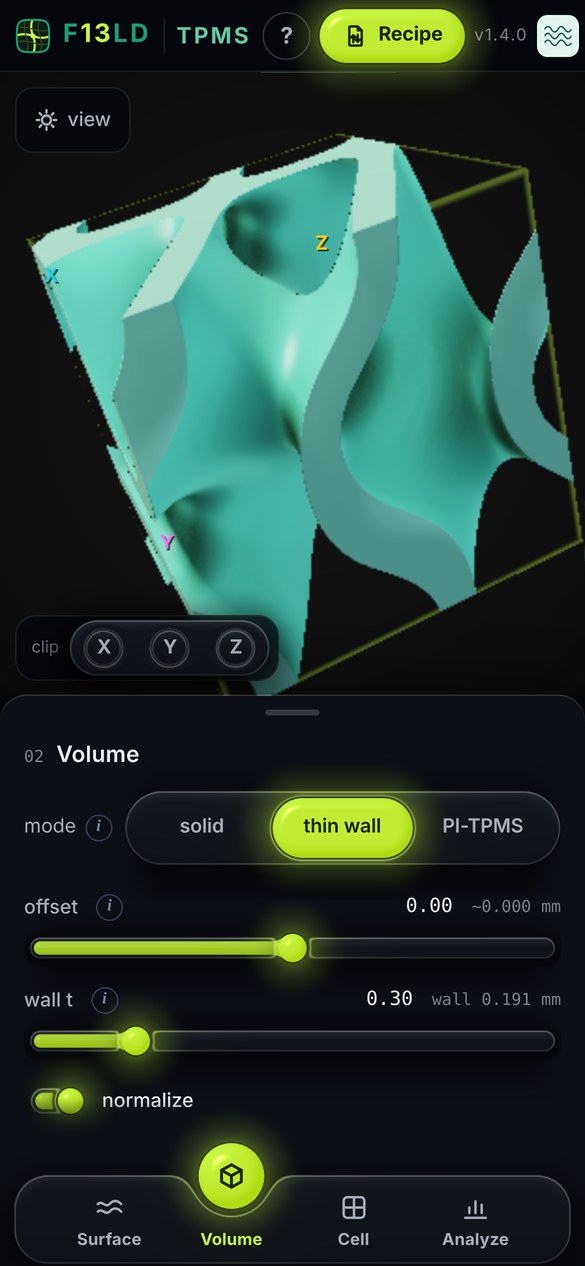 F13LD TPMS ? Recipe v1.4.0
view
Z
X
Y
clip X Y Z
02 Volume
mode i solid thin wall PI-TPMS
offset i 0.00 ~0.000 mm
wall t i 0.30 wall 0.191 mm
normalize
Surface Volume Cell Analyze